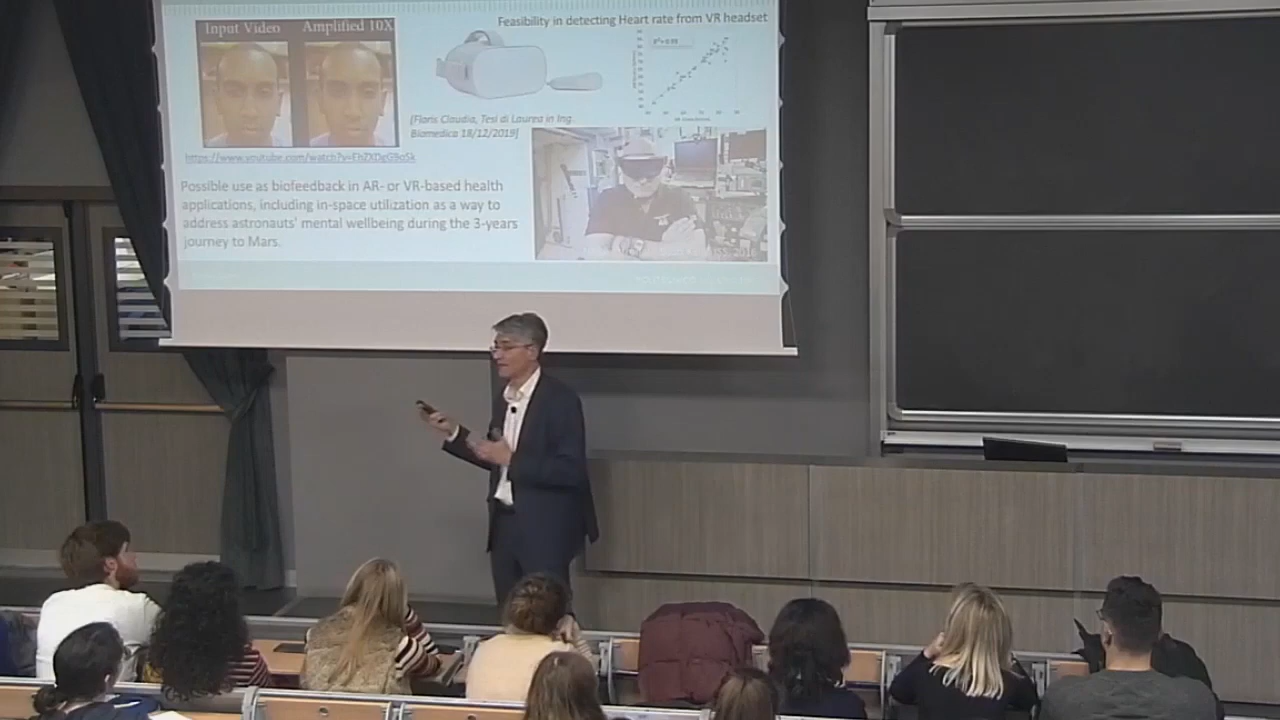 Input Video
Amplified 10X
Feasibility in detecting Heart rate from VR headset
[Floris Claudia, Tesi di Laurea in Ing.
Biomedica 18/12/2019]
Possible use as biofeedback in AR- or VR-based health
applications, including in-space utilization as a way to
address astronauts' mental wellbeing during the 3-years
journey to Mars.